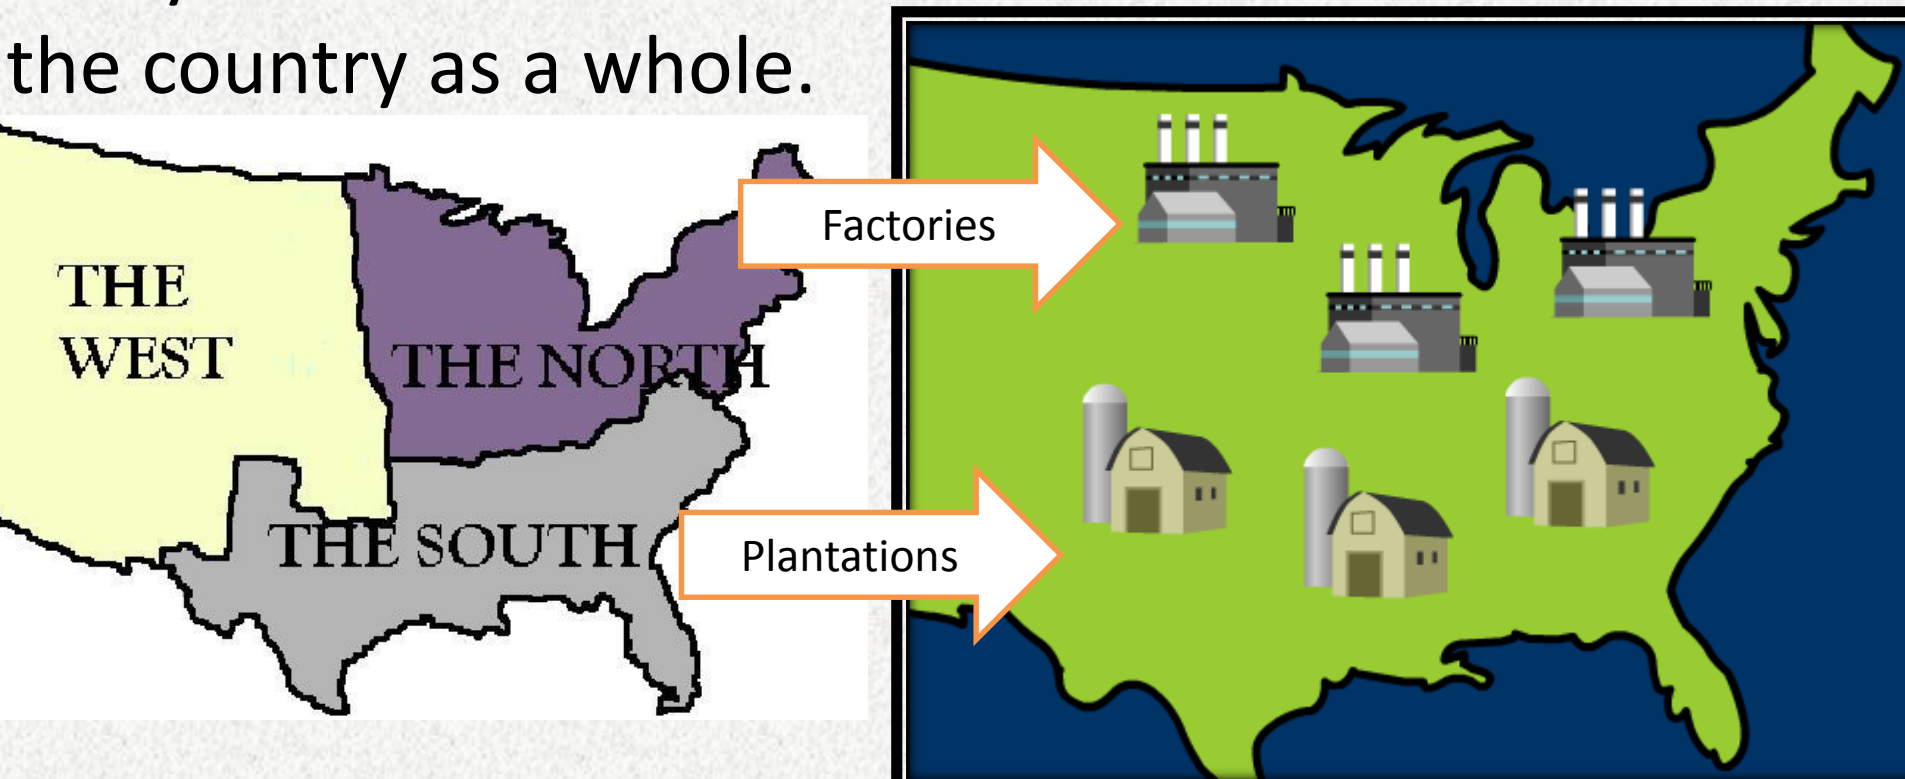 the country as a whole.
THE
WEST
THE NORTH
THE SOUTH
Factories
Plantations